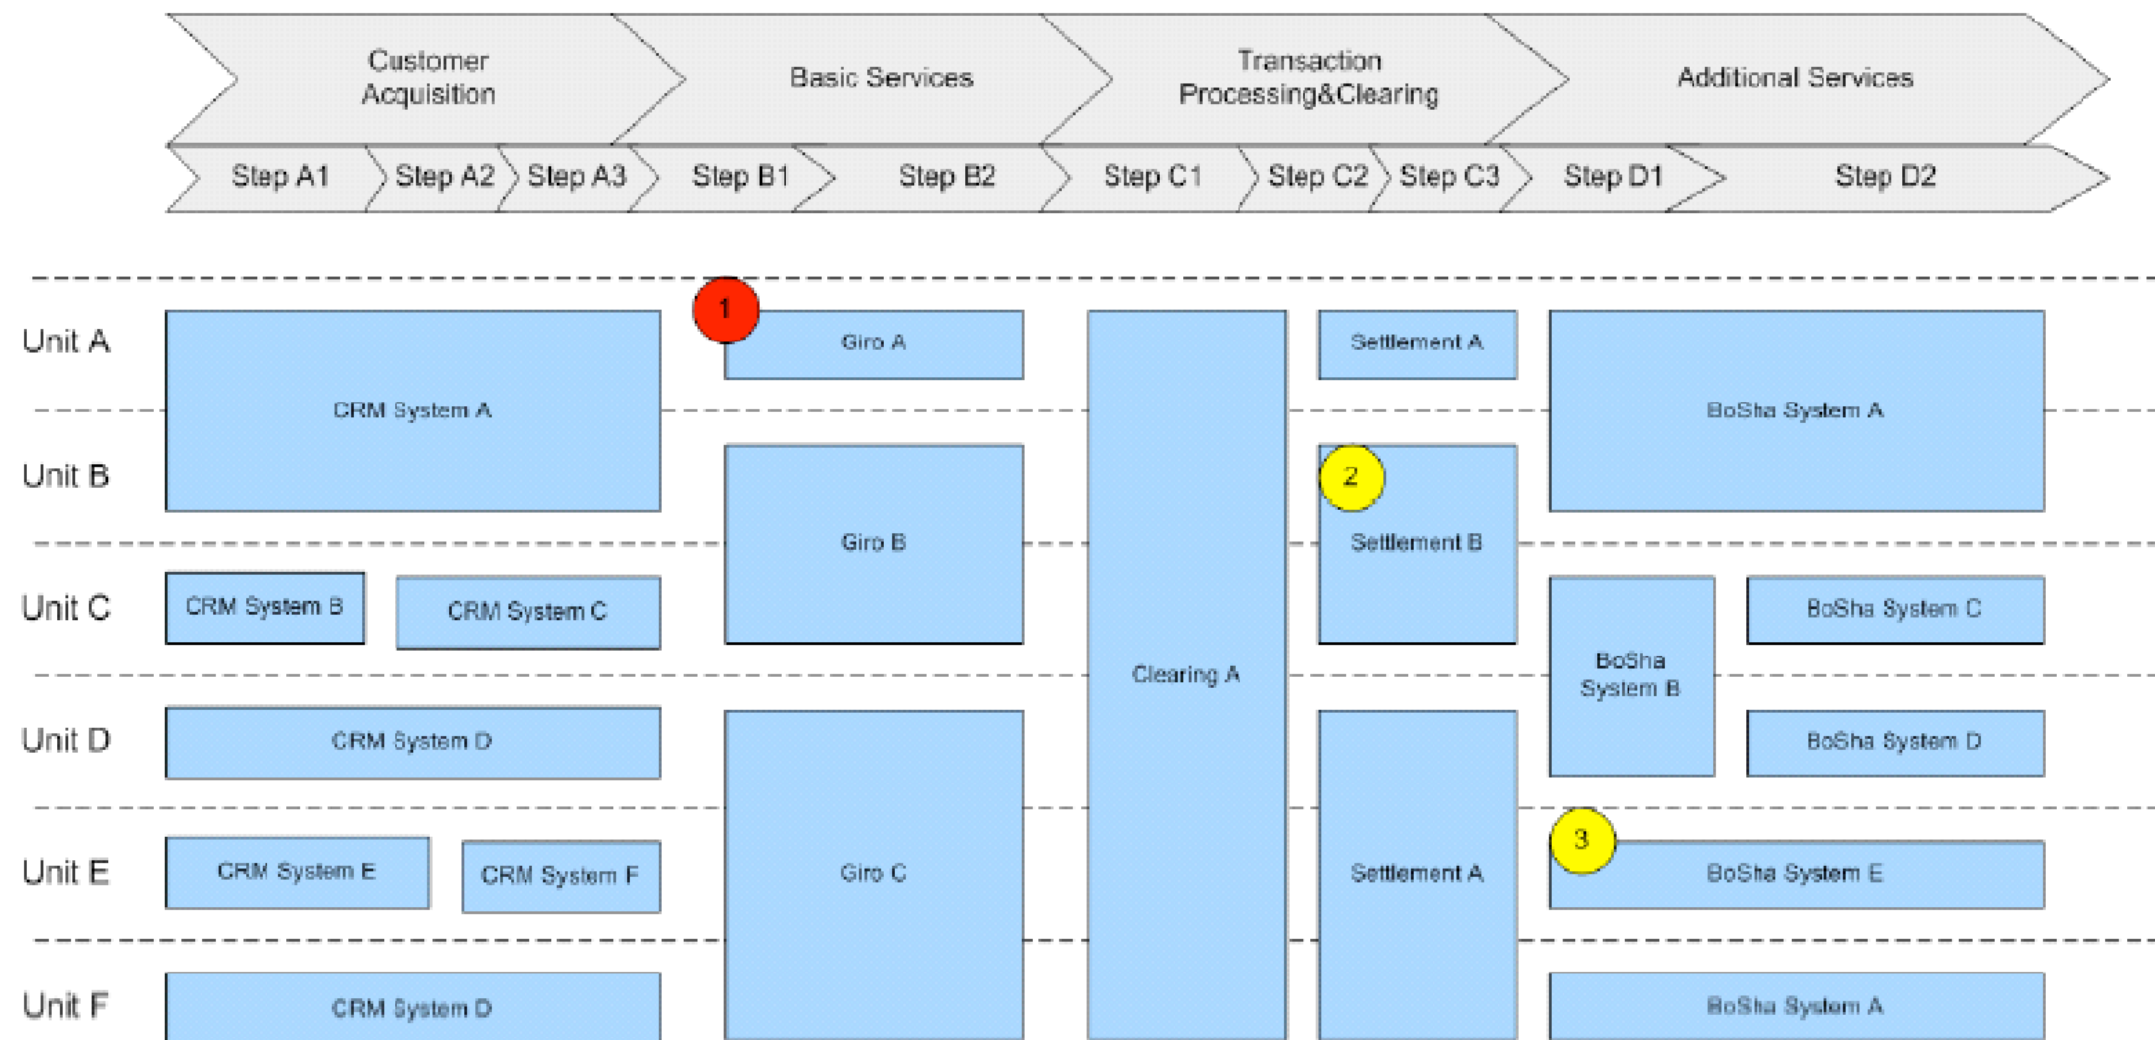 Customer
Acquisition
Basic Services
Transaction
Processing&Clearing
Additional Services
Step A1
Step A2
Step A3
Step B1
Step B2
Step C1
Step C2
Step C3
Step D1
Step D2
Unit A
1
Giro A
Settlement A
CRM System A
BoSha System A
Unit B
2
Giro B
Settlement B
Unit C
CRM System B
CRM System C
BoSha System C
Clearing A
BoSha
System B
Unit D
CRM System D
BoSha System D
3
Unit E
CRM System E
CRM System F
Giro C
Settlement A
BoSha System E
Unit F
CRM System D
BoSha System A